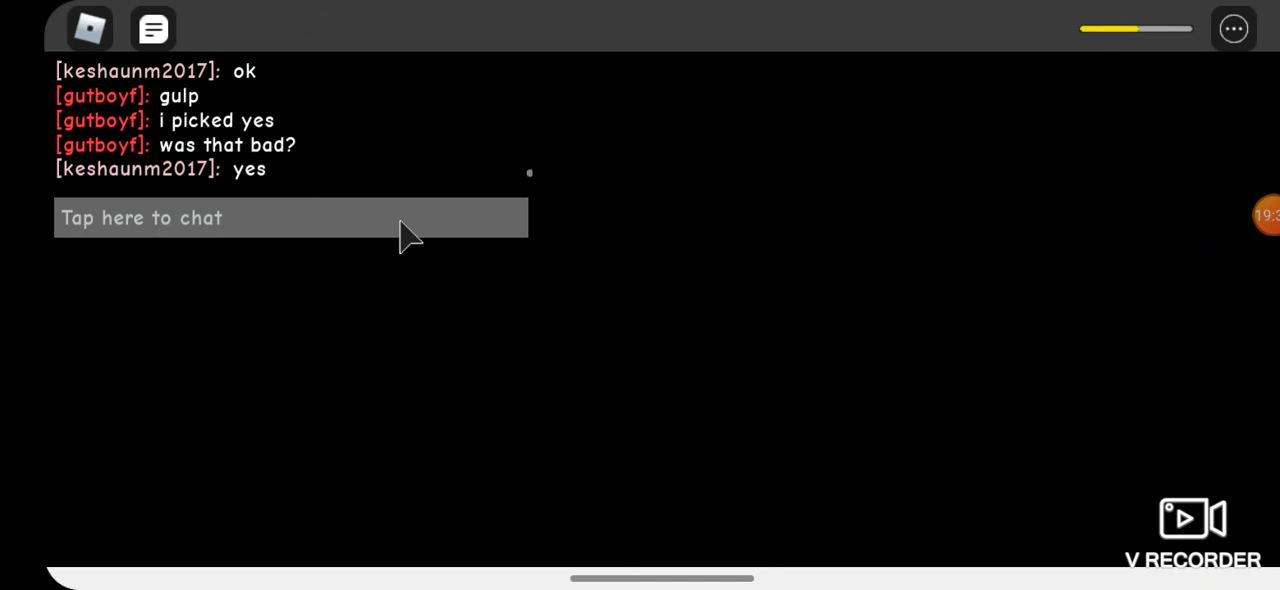 [keshaunm2017]: ok
[gutboyf]: gulp
[gutboyf]: i picked yes
[gutboyf]: was that bad?
[keshaunm2017]: yes
Tap here to chat
V RECORDER